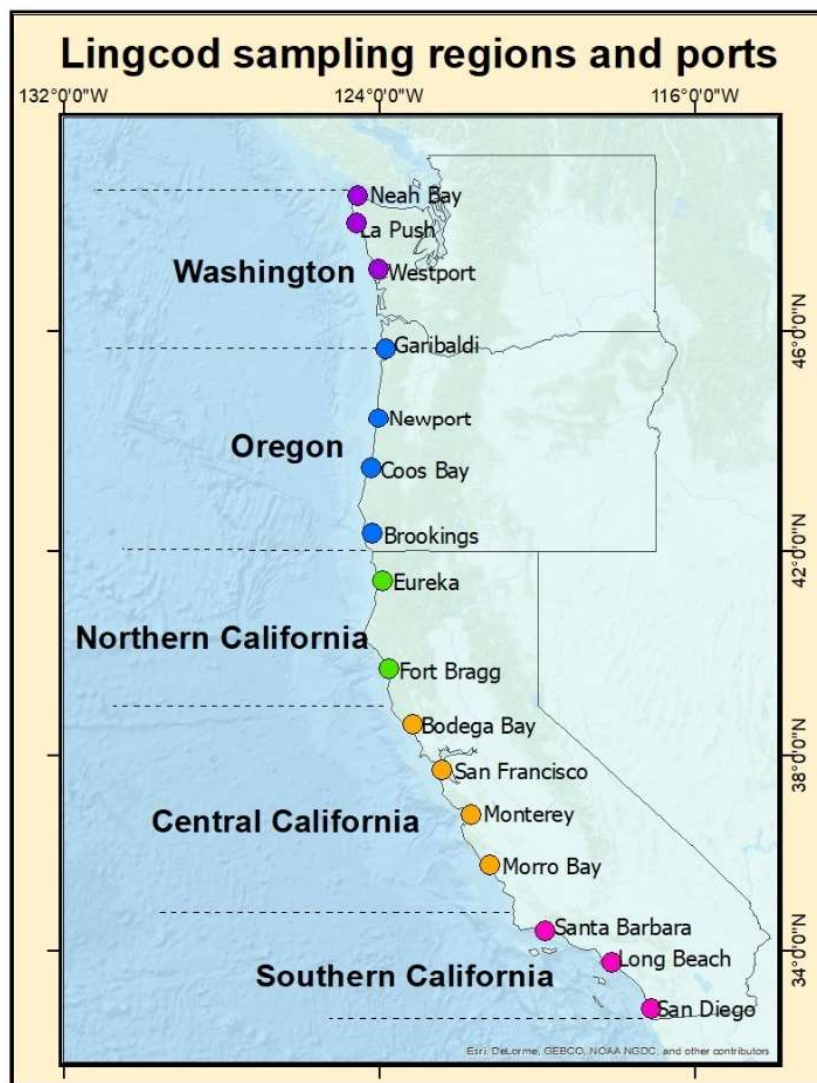 Lingcod sampling regions and ports
132°0'0"W 124°0'0"W 116°0'0"W
Neah Bay
La Push
Washington
Westport
46°0'0"N
Garibaldi
Newport
Oregon
Coos Bay
Brookings
42°0'0"N
Eureka
Northern California
Fort Bragg
Bodega Bay
38°0'0"N
San Francisco
Monterey
Central California
Morro Bay
Santa Barbara
34°0'0"N
Long Beach
Southern California
San Diego
Esri, DeLorme, GEBCO, NOAA NGDC, and other contributors